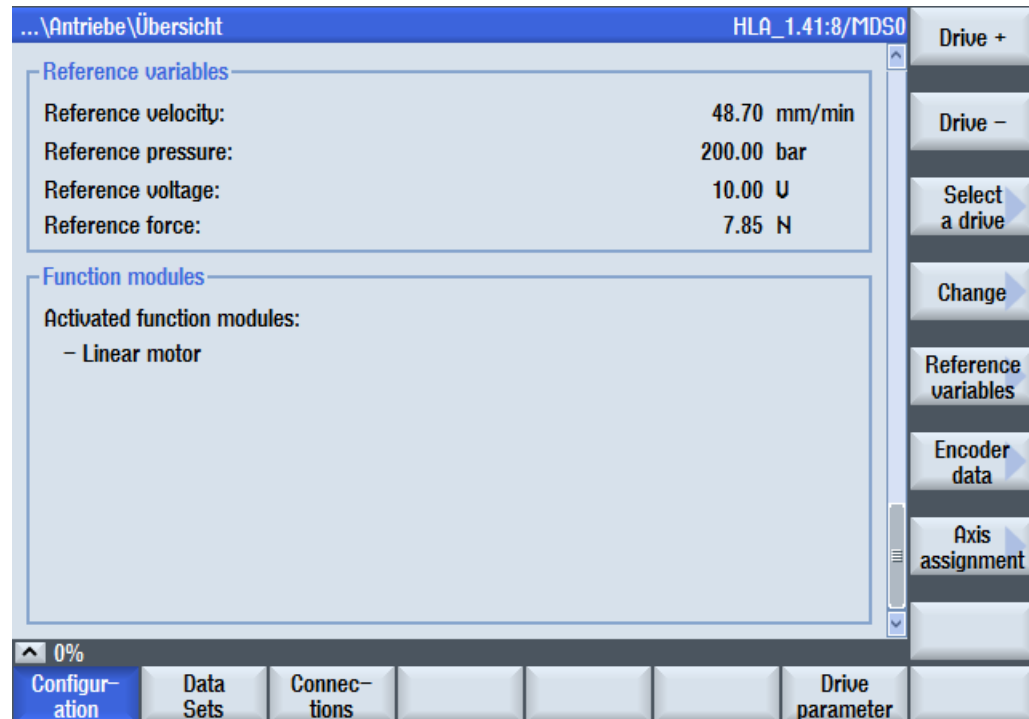 ...\Antriebe\Übersicht HLA_1.41:8/MDS0
Reference variables
Reference velocity: 48.70 mm/min
Reference pressure: 200.00 bar
Reference voltage: 10.00 V
Reference force: 7.85 N
Function modules
Activated function modules:
– Linear motor
Drive +
Drive –
Select
a drive
Change
Reference
variables
Encoder
data
Axis
assignment
0%
Configur–
ation
Data
Sets
Connec–
tions
Drive
parameter